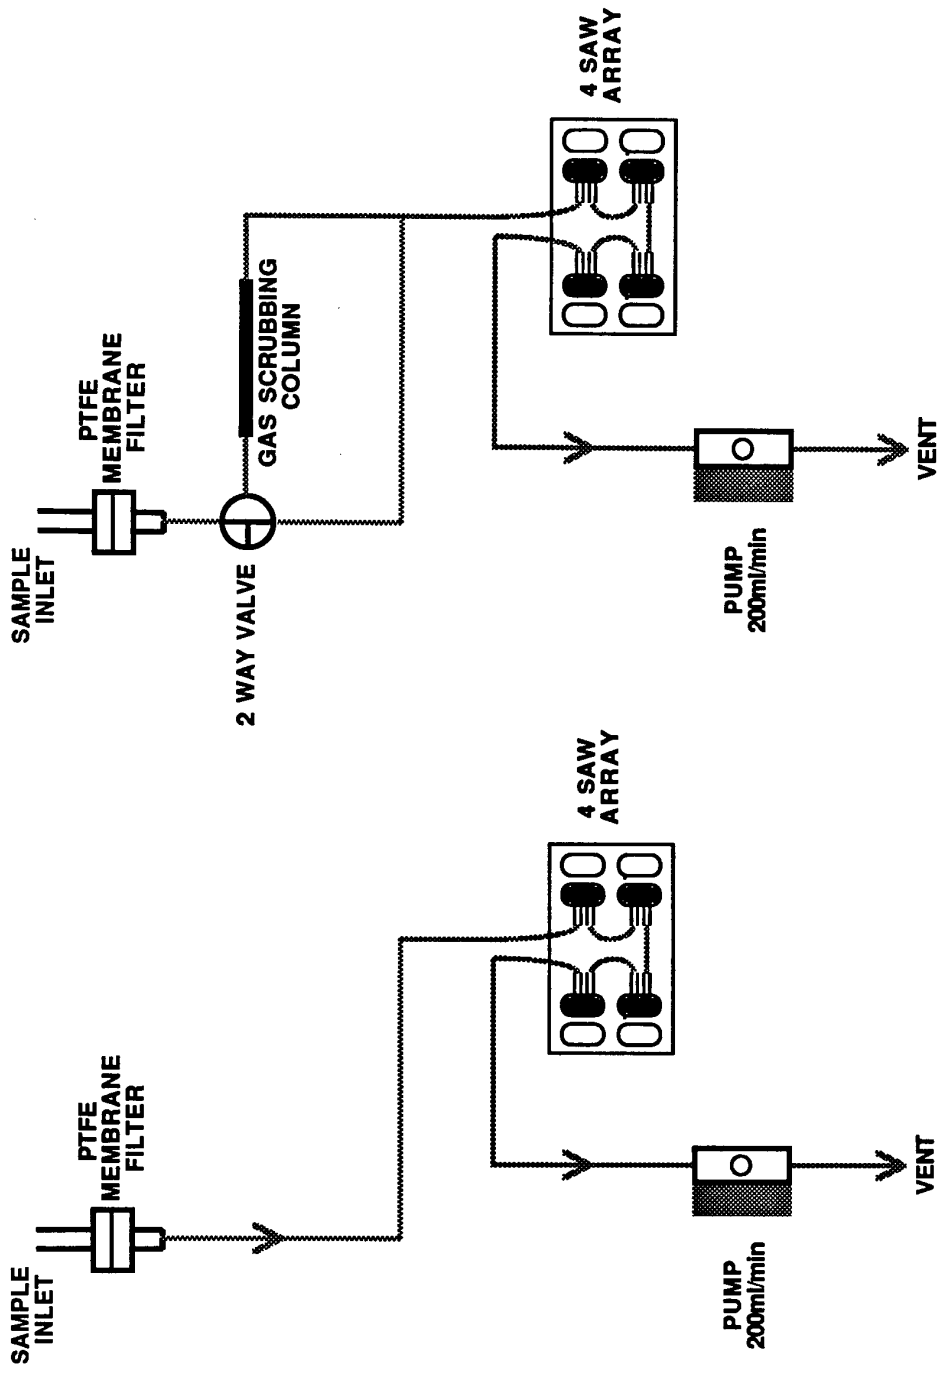 SAMPLE
INLET
PTFE
MEMBRANE
FILTER
2 WAY VALVE
GAS SCRUBBING
COLUMN
4 SAW
ARRAY
PUMP
200ml/min
VENT
SAMPLE
INLET
PTFE
MEMBRANE
FILTER
4 SAW
ARRAY
PUMP
200ml/min
VENT